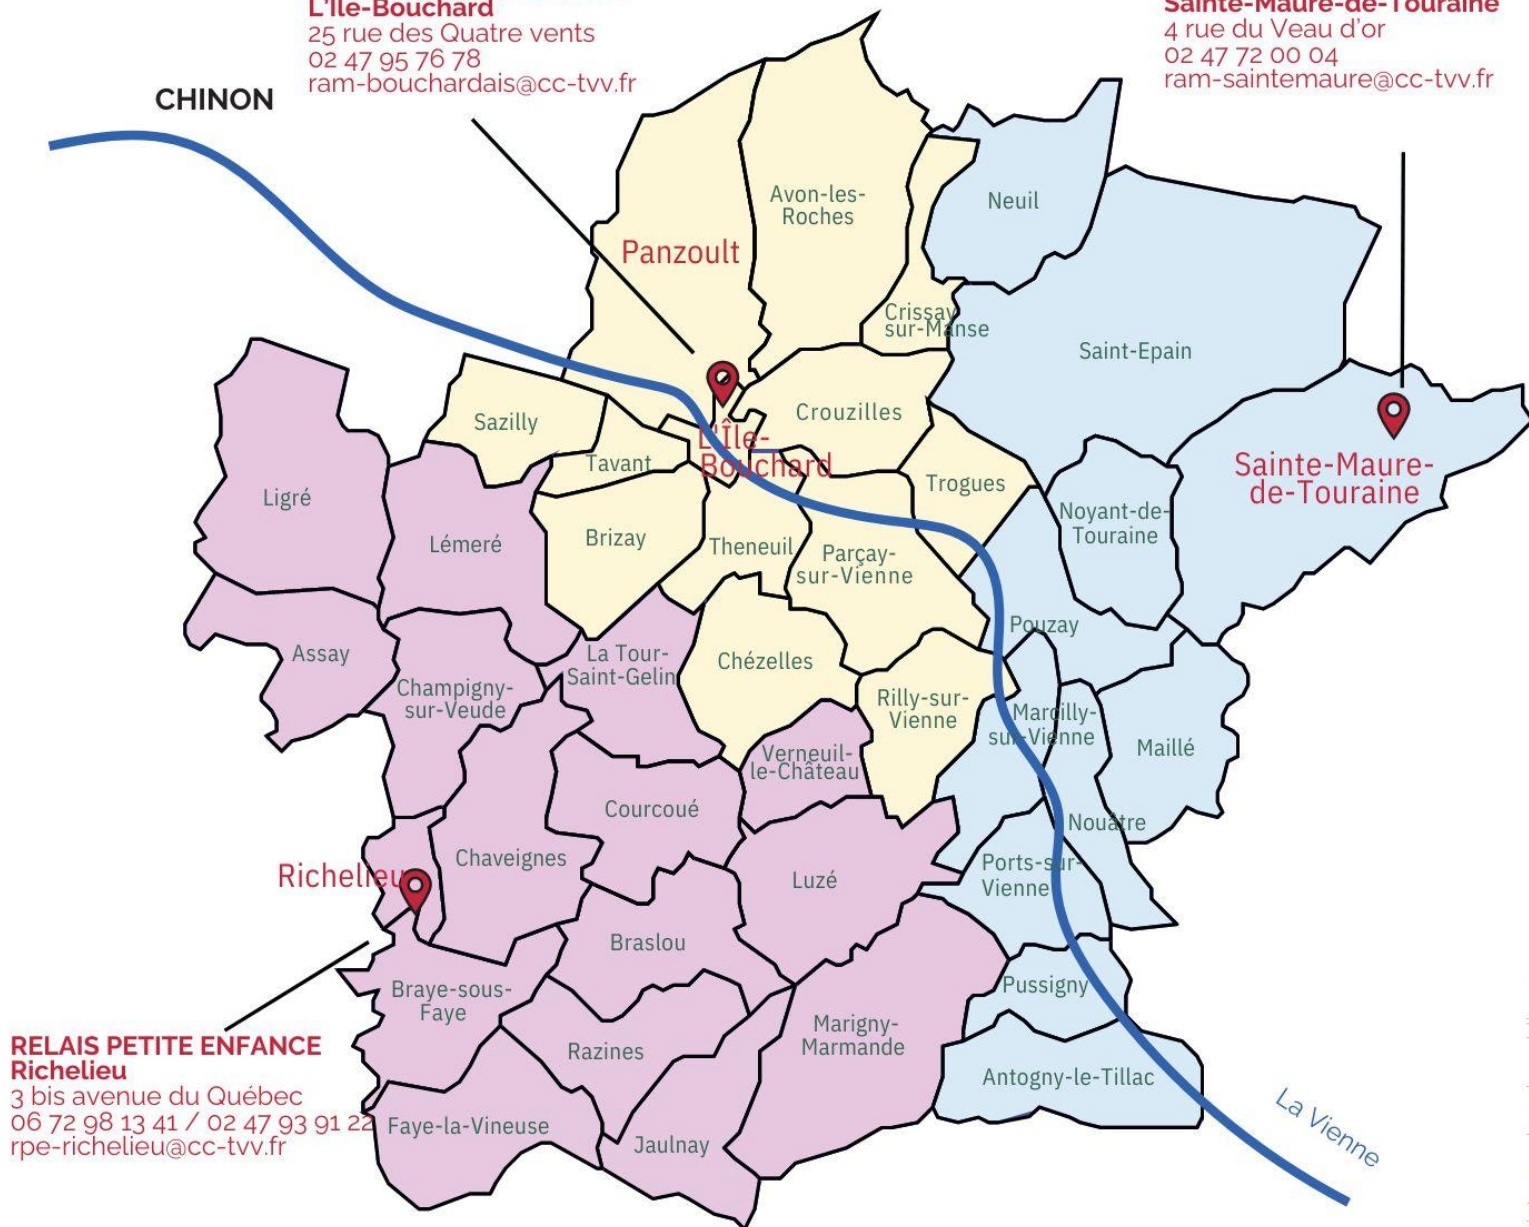 L'Île-Bouchard
25 rue des Quatre vents
02 47 95 76 78
ram-bouchardais@cc-tvv.fr
Sainte-Maure-de-Touraine
4 rue du Veau d'or
02 47 72 00 04
ram-saintemaure@cc-tvv.fr
CHINON
Avon-les-
Roches
Neuil
Panzoult
Crissay
sur-Manse
Saint-Epain
Sazilly
Crouzilles
Tavant
L'Île-
Bouchard
Sainte-Maure-
de-Touraine
Trogues
Ligré
Noyant-de-
Touraine
Lémeré
Brizay
Theneuil
Parçay-
sur-Vienne
Pouzay
Assay
La Tour-
Saint-Gelin
Chézelles
Champigny-
sur-Veude
Rilly-sur-
Vienne
Marcilly-
sur-Vienne
Maillé
Verneuil-
le-Château
Courcoué
Nouâtre
Chaveignes
Richelieu
Luzé
Ports-sur-
Vienne
Braslou
Braye-sous-
Faye
Pussigny
Marigny-
Marmande
Razines
Antogny-le-Tillac
RELAIS PETITE ENFANCE
Richelieu
3 bis avenue du Québec
06 72 98 13 41 / 02 47 93 91 22
rpe-richelieu@cc-tvv.fr
Faye-la-Vineuse
Jaulnay
La Vienne